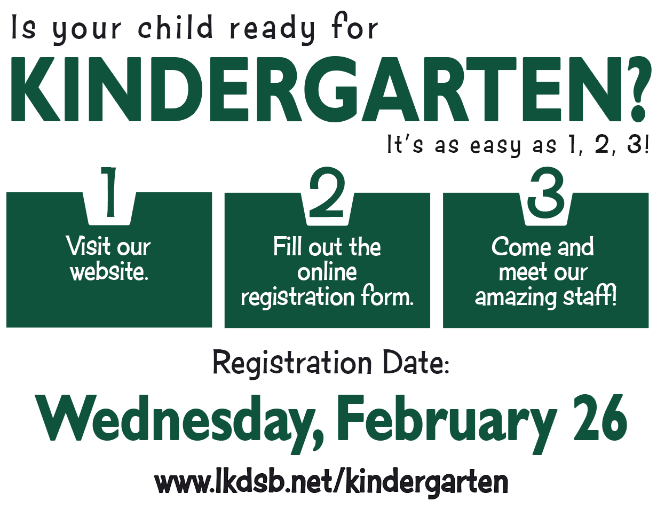 Is your child ready for
KINDERGARTEN?
It's as easy as 1, 2, 3!
1
Visit our
website.
2
Fill out the
online
registration form.
3
Come and
meet our
amazing staff!
Registration Date:
Wednesday, February 26
www.lkdsb.net/kindergarten